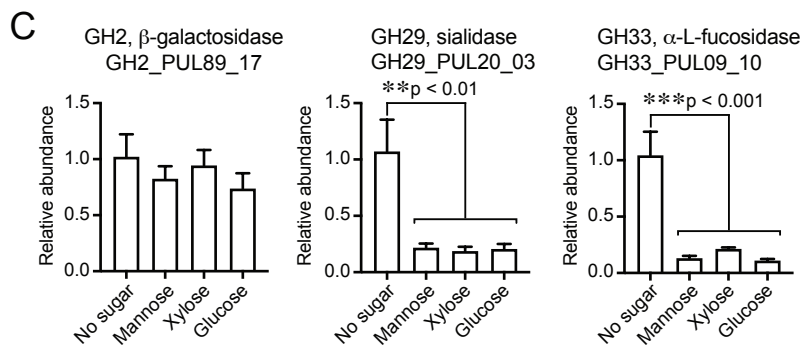 C
GH2, β-galactosidase
GH2_PUL89_17
Relative abundance
1.5
1.0
0.5
0.0
No sugar
Mannose
Xylose
Glucose
GH29, sialidase
GH29_PUL20_03
**p < 0.01
Relative abundance
1.5
1.0
0.5
0.0
No sugar
Mannose
Xylose
Glucose
GH33, α-L-fucosidase
GH33_PUL09_10
***p < 0.001
Relative abundance
1.5
1.0
0.5
0.0
No sugar
Mannose
Xylose
Glucose